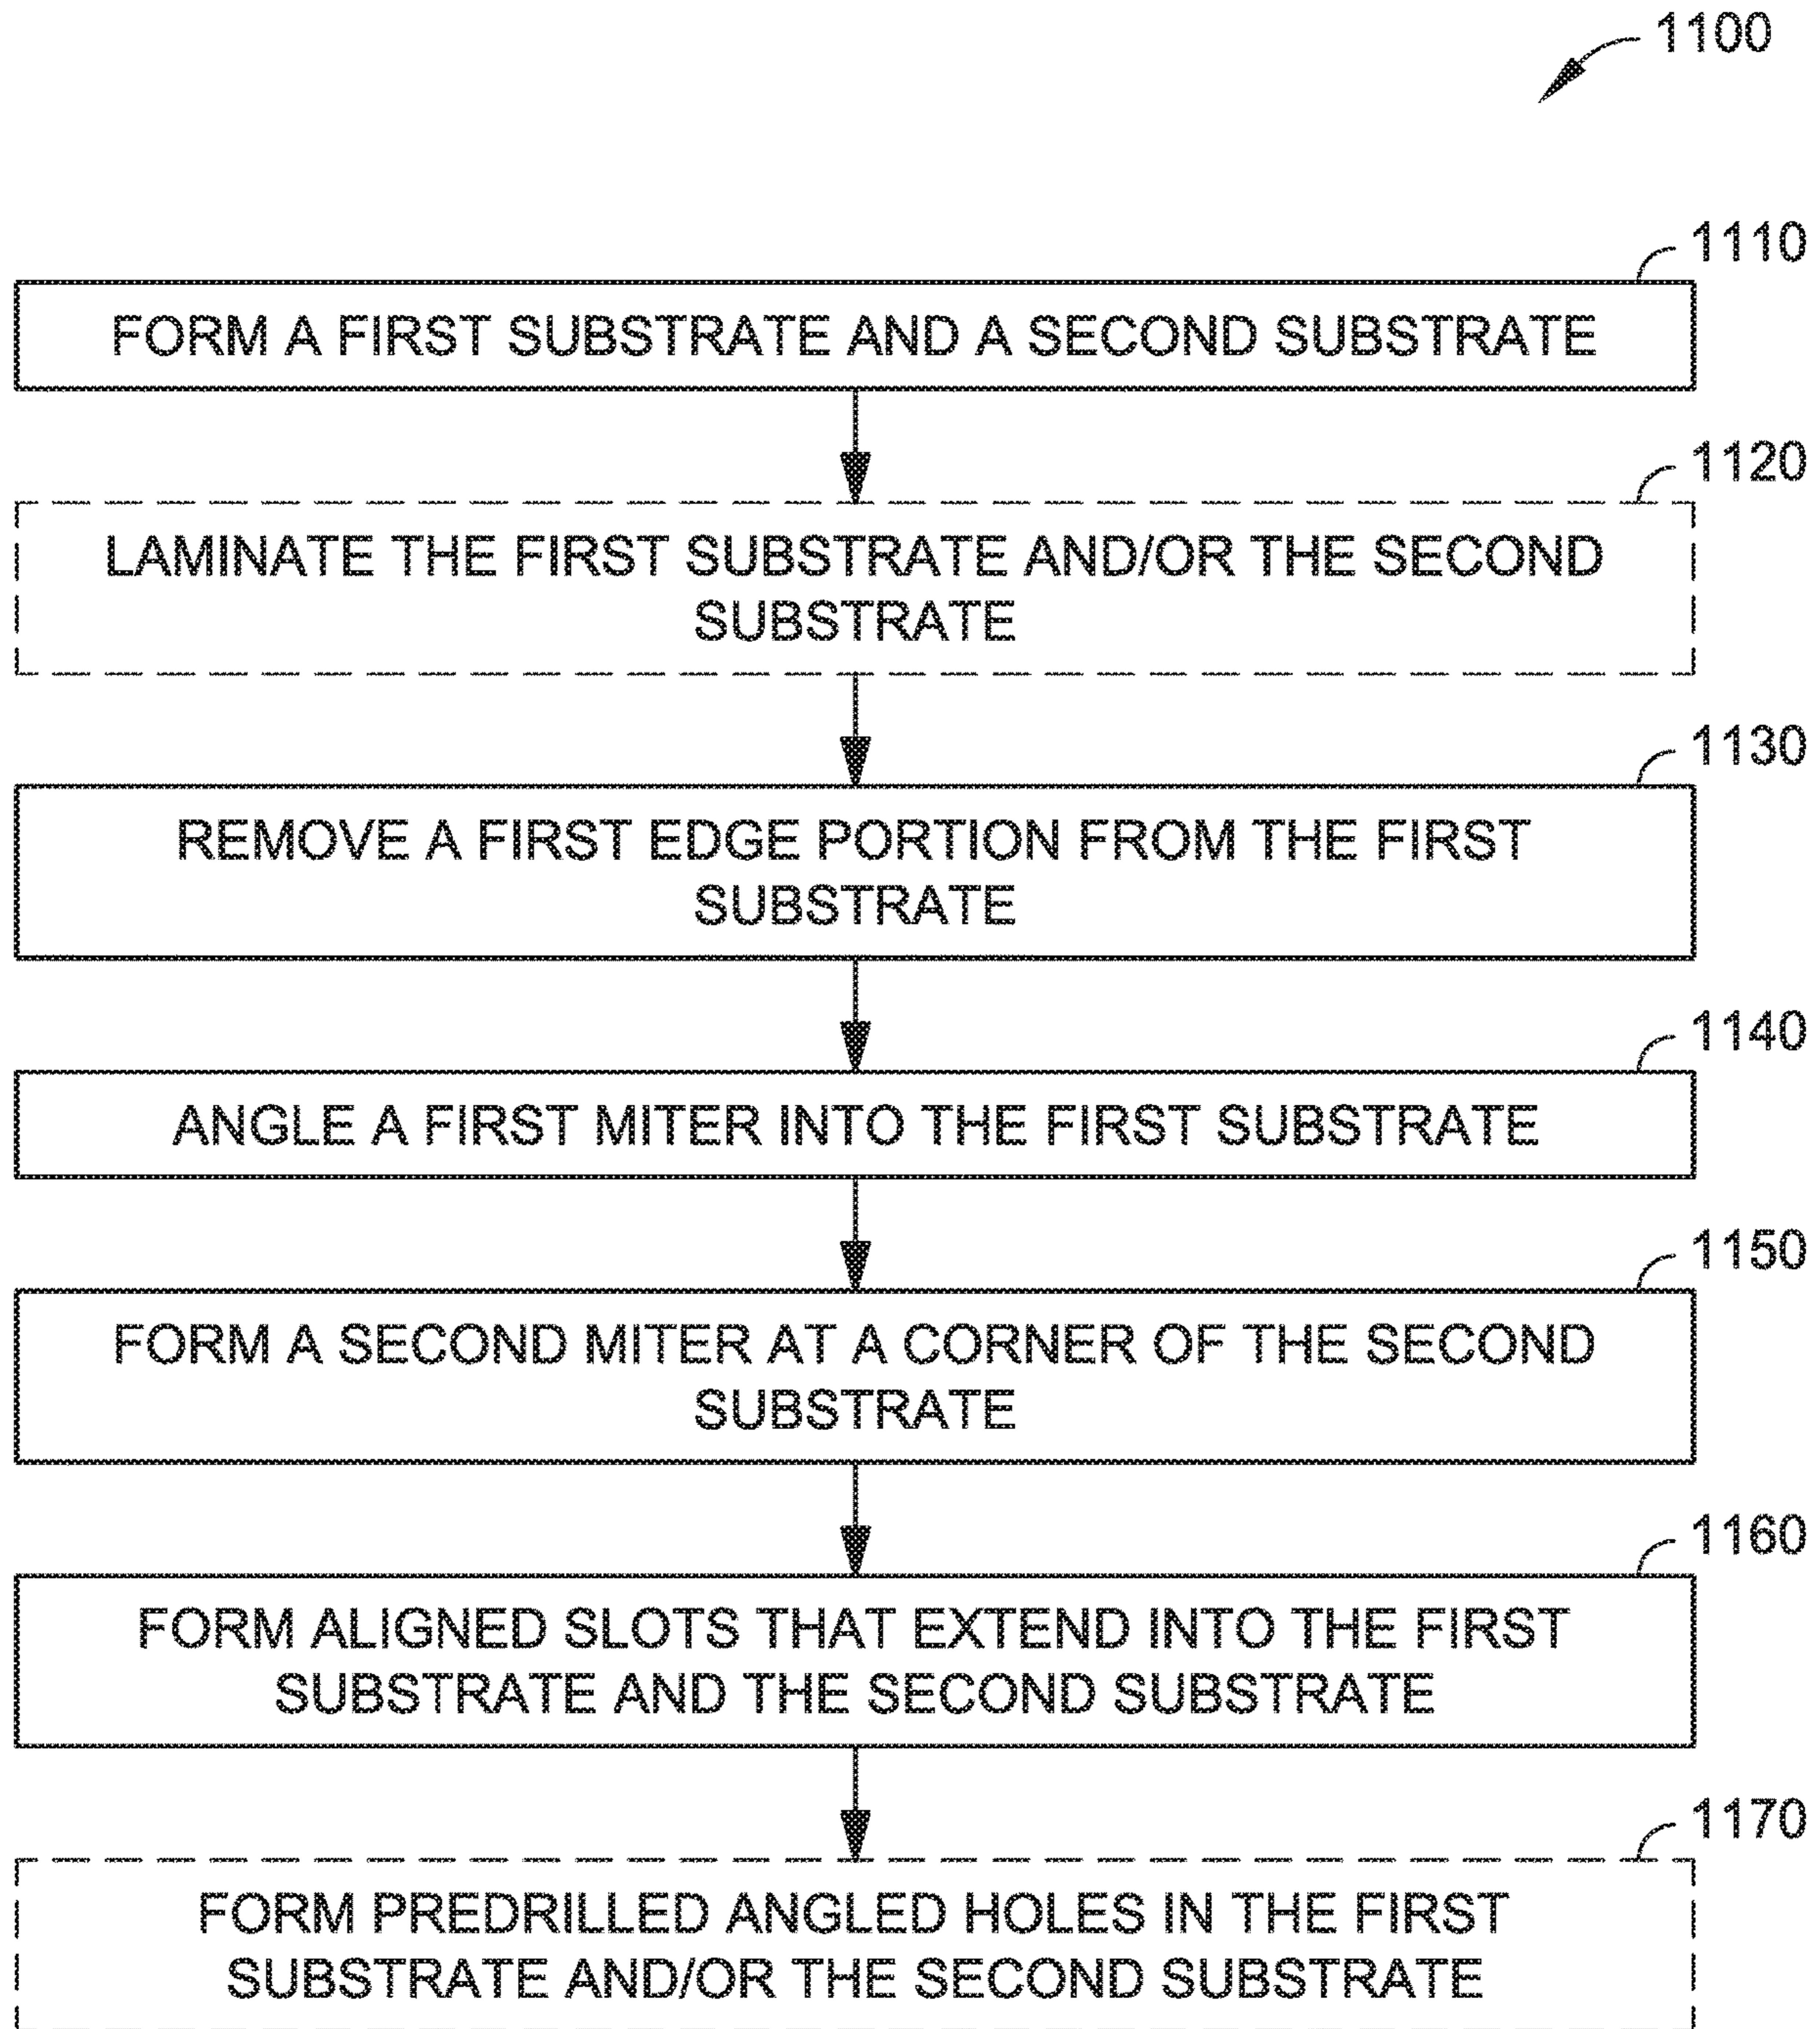 1100
1110
FORM A FIRST SUBSTRATE AND A SECOND SUBSTRATE
1120
LAMINATE THE FIRST SUBSTRATE AND/OR THE SECOND
SUBSTRATE
1130
REMOVE A FIRST EDGE PORTION FROM THE FIRST
SUBSTRATE
1140
ANGLE A FIRST MITER INTO THE FIRST SUBSTRATE
1150
FORM A SECOND MITER AT A CORNER OF THE SECOND
SUBSTRATE
1160
FORM ALIGNED SLOTS THAT EXTEND INTO THE FIRST
SUBSTRATE AND THE SECOND SUBSTRATE
1170
FORM PREDRILLED ANGLED HOLES IN THE FIRST
SUBSTRATE AND/OR THE SECOND SUBSTRATE